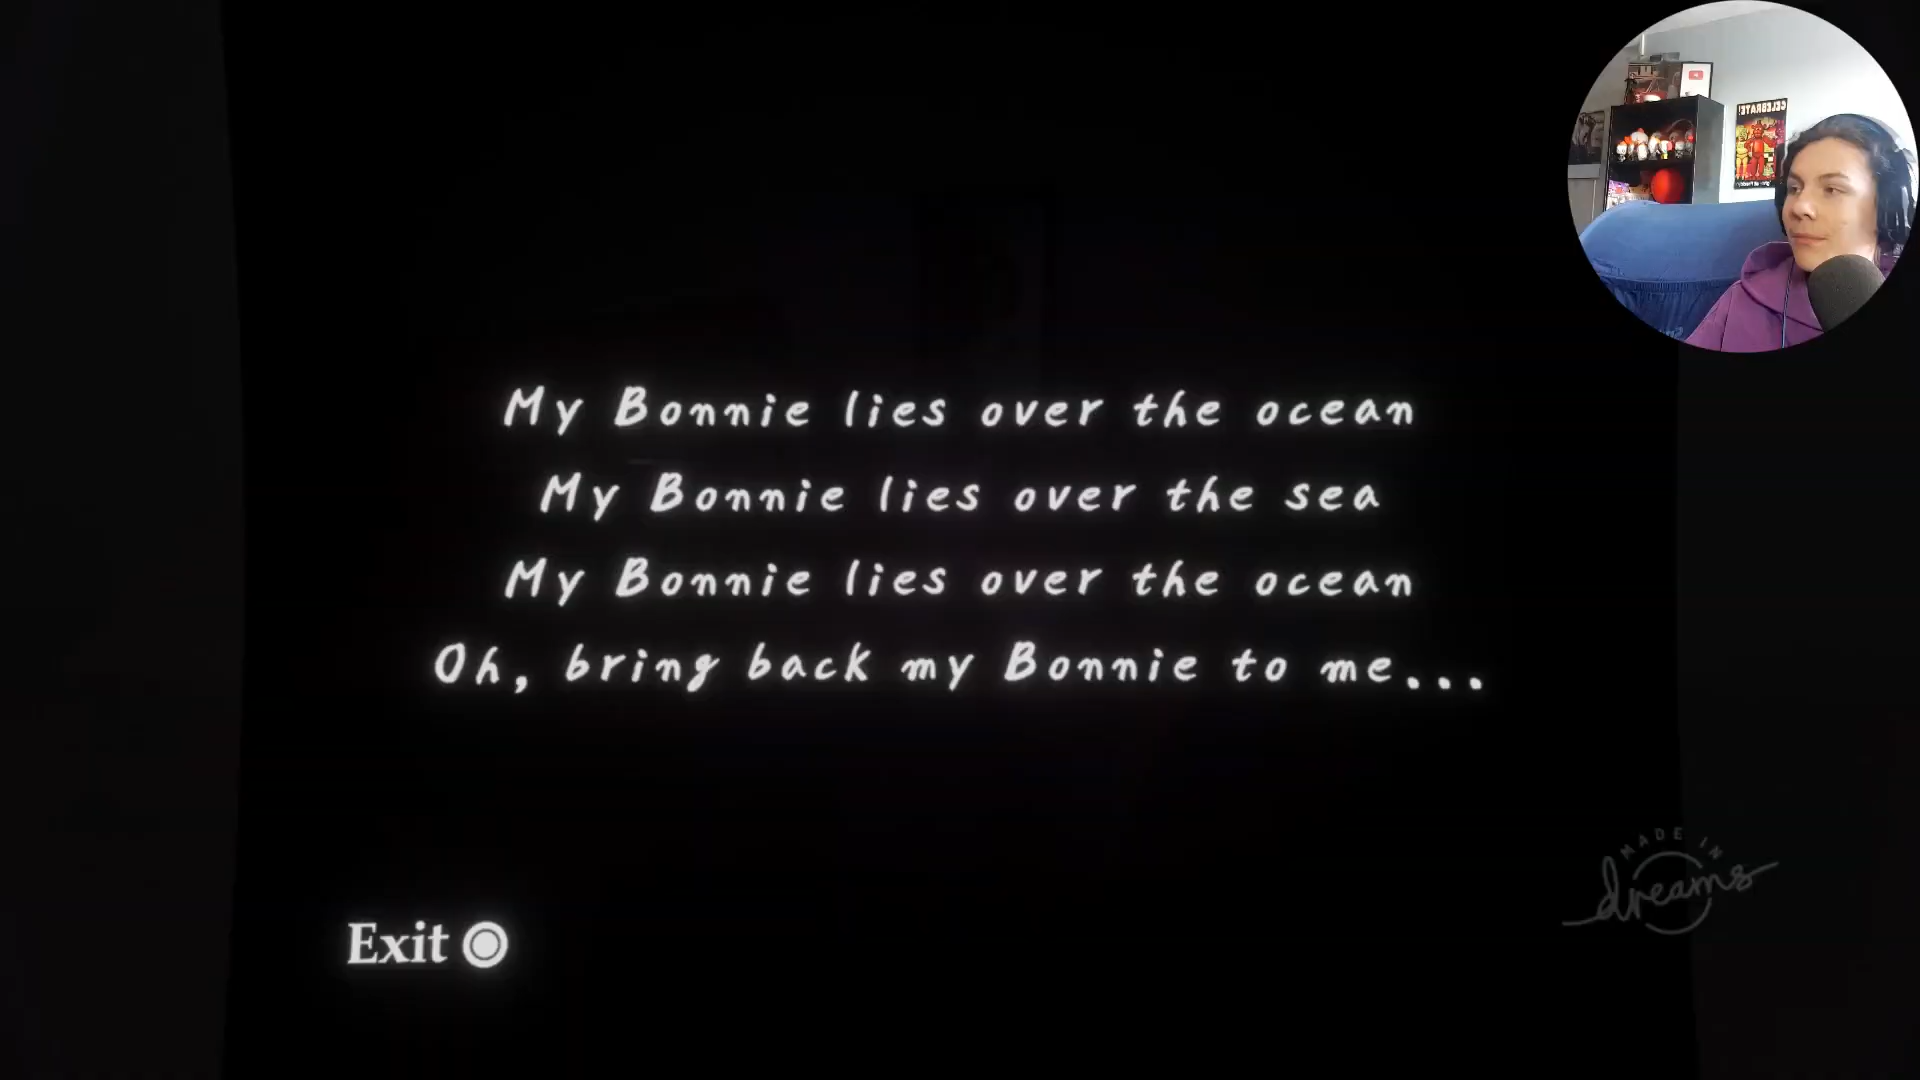 CELEBRATE!
My Bonnie lies over the ocean
My Bonnie lies over the sea
My Bonnie lies over the ocean
Oh, bring back my Bonnie to me...
MADE IN
dreams
Exit